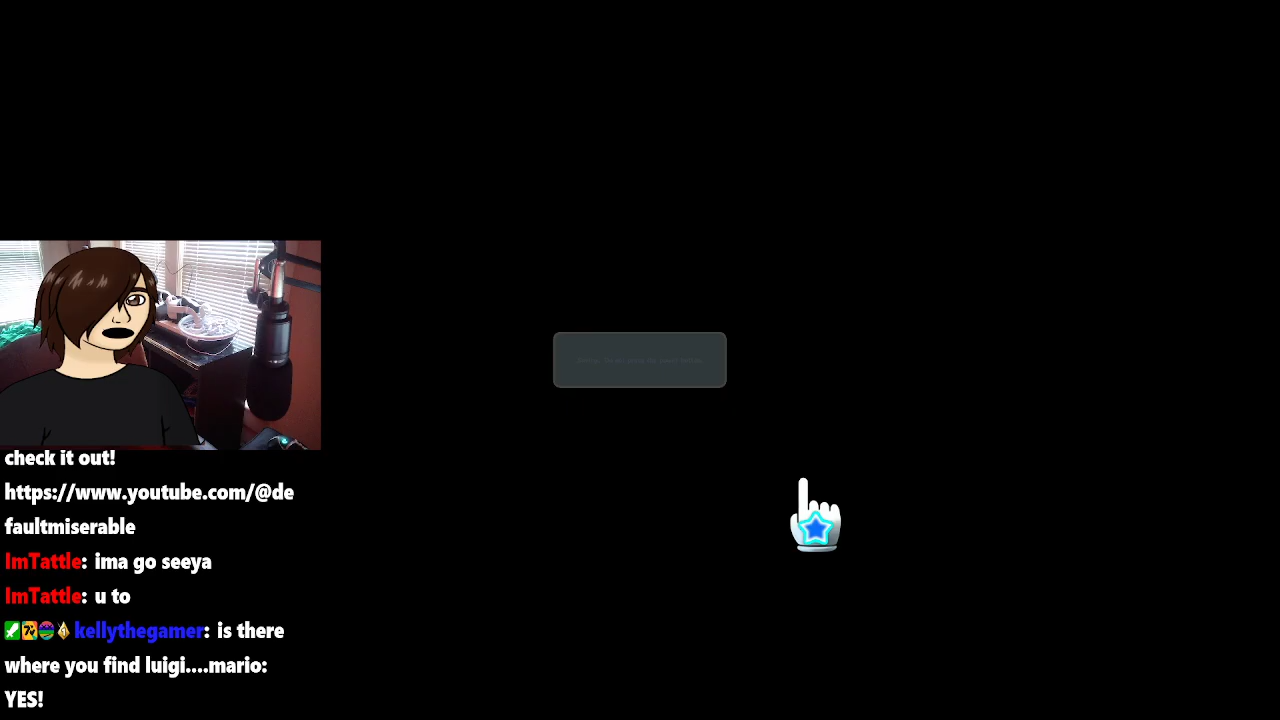 check it out!
https://www.youtube.com/@de
faultmiserable
ImTattle: ima go seeya
ImTattle: u to
kellythegamer: is there
where you find luigi....mario:
YES!